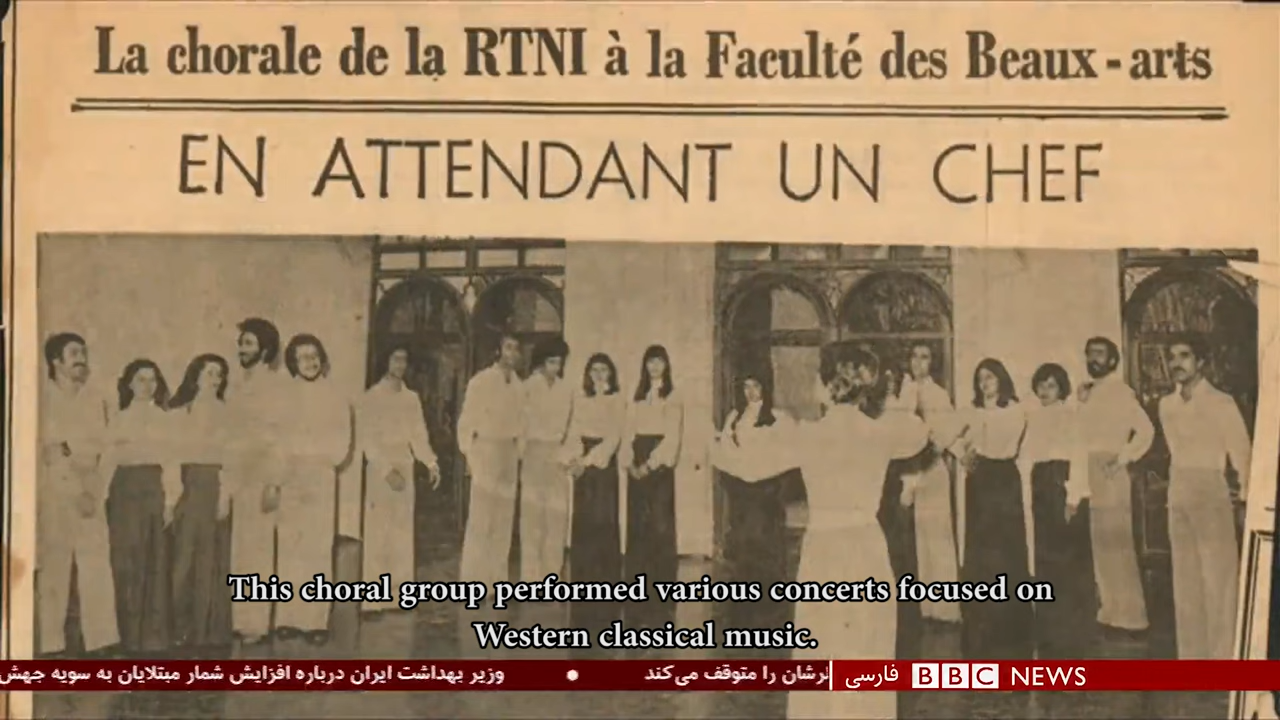 La chorale de la RTNI à la Faculté des Beaux-arts
EN ATTENDANT UN CHEF
This choral group performed various concerts focused on
Western classical music.
وزیر بهداشت ایران درباره افزایش شمار مبتلایان به سویه جهش
را متوقف می‌کند
فارسی BBC NEWS